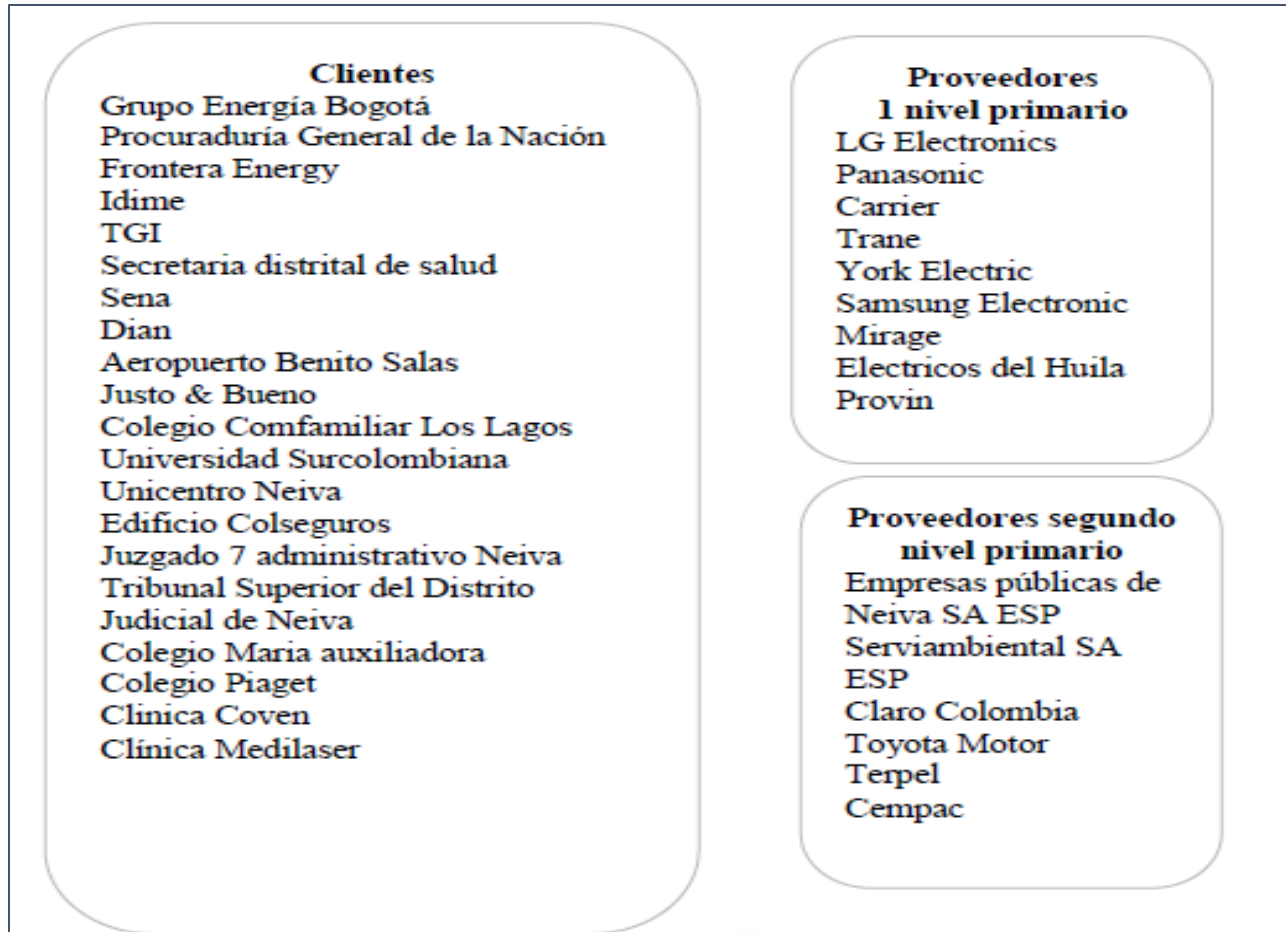 Clientes
Grupo Energía Bogotá
Procuraduría General de la Nación
Frontera Energy
Idime
TGI
Secretaria distrital de salud
Sena
Dian
Aeropuerto Benito Salas
Justo & Bueno
Colegio Comfamiliar Los Lagos
Universidad Surcolombiana
Unicentro Neiva
Edificio Colseguros
Juzgado 7 administrativo Neiva
Tribunal Superior del Distrito
Judicial de Neiva
Colegio Maria auxiliadora
Colegio Piaget
Clinica Coven
Clínica Medilaser
Proveedores
1 nivel primario
LG Electronics
Panasonic
Carrier
Trane
York Electric
Samsung Electronic
Mirage
Electricos del Huila
Provin
Proveedores segundo
nivel primario
Empresas públicas de
Neiva SA ESP
Serviambiental SA
ESP
Claro Colombia
Toyota Motor
Terpel
Cempac